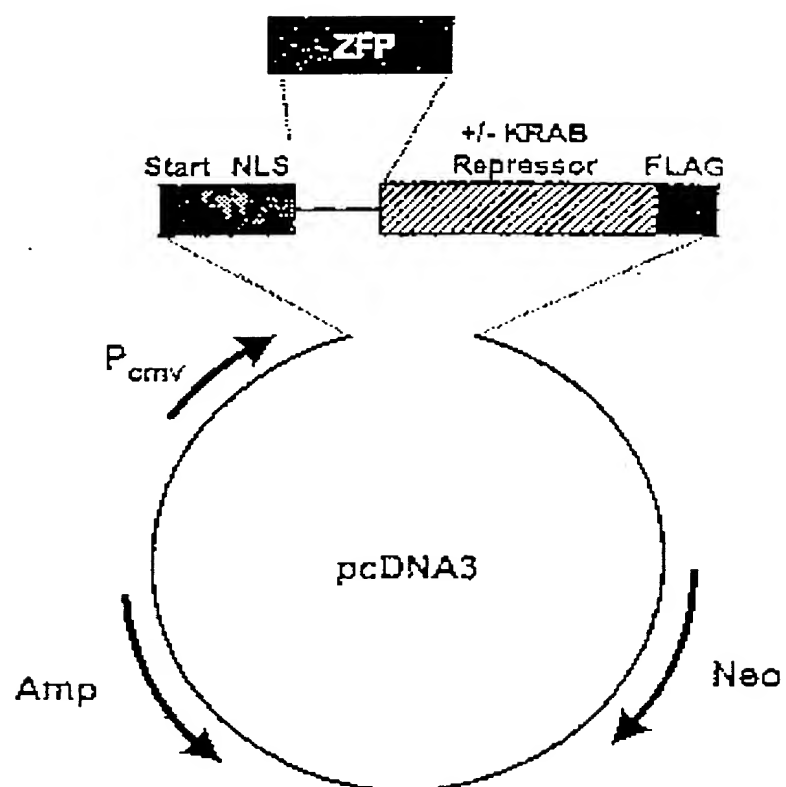 ZFP
+/- KRAB
Start NLS Repressor FLAG
Pcmv
pcDNA3
Amp
Neo